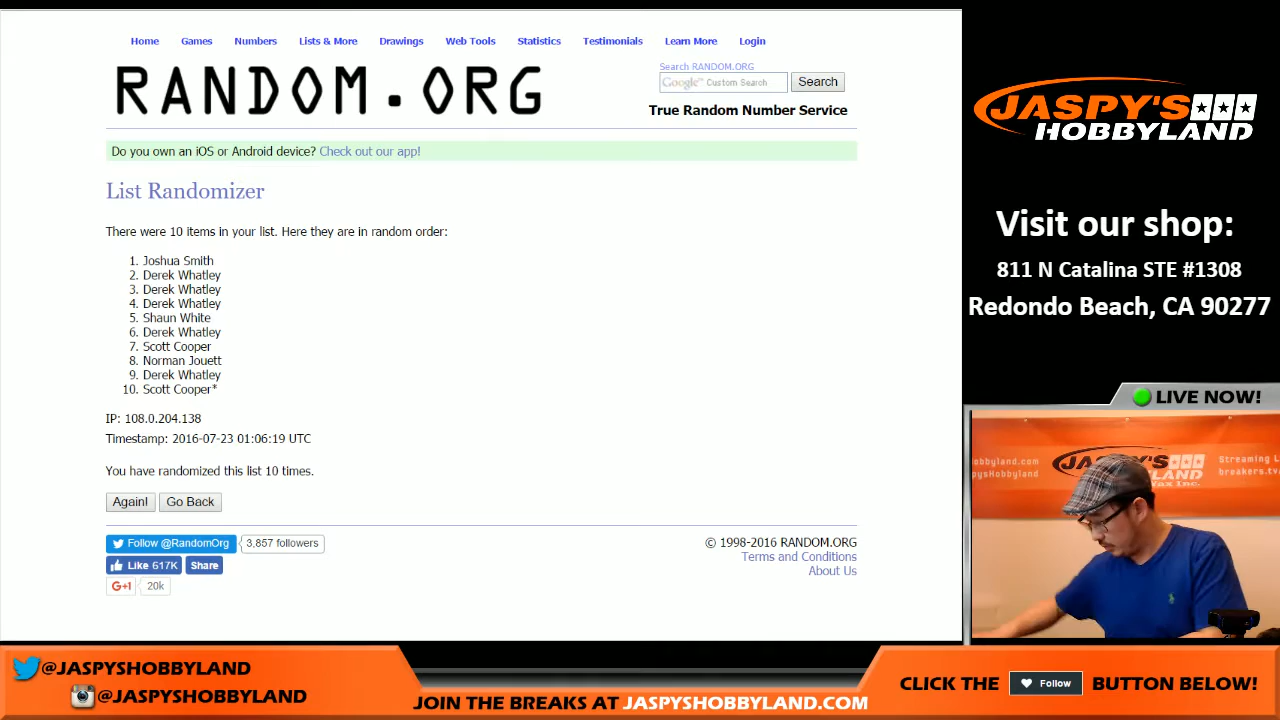 Home Games Numbers Lists & More Drawings Web Tools Statistics Testimonials Learn More Login
RANDOM.ORG
Search RANDOM.ORG
Google™ Custom Search Search
True Random Number Service
Do you own an iOS or Android device? Check out our app!
List Randomizer
There were 10 items in your list. Here they are in random order:
1. Joshua Smith
2. Derek Whatley
3. Derek Whatley
4. Derek Whatley
5. Shaun White
6. Derek Whatley
7. Scott Cooper
8. Norman Jouett
9. Derek Whatley
10. Scott Cooper*
IP: 108.0.204.138
Timestamp: 2016-07-23 01:06:19 UTC
You have randomized this list 10 times.
Again! Go Back
Follow @RandomOrg 3,857 followers
Like 617K Share
G+1 20k
© 1998-2016 RANDOM.ORG
Terms and Conditions
About Us
JASPY'S
HOBBYLAND
Visit our shop:
811 N Catalina STE #1308
Redondo Beach, CA 90277
LIVE NOW!
Streaming L
breakers.tv
@JASPYSHOBBYLAND
@JASPYSHOBBYLAND
JOIN THE BREAKS AT JASPYSHOBBYLAND.COM
CLICK THE Follow BUTTON BELOW!